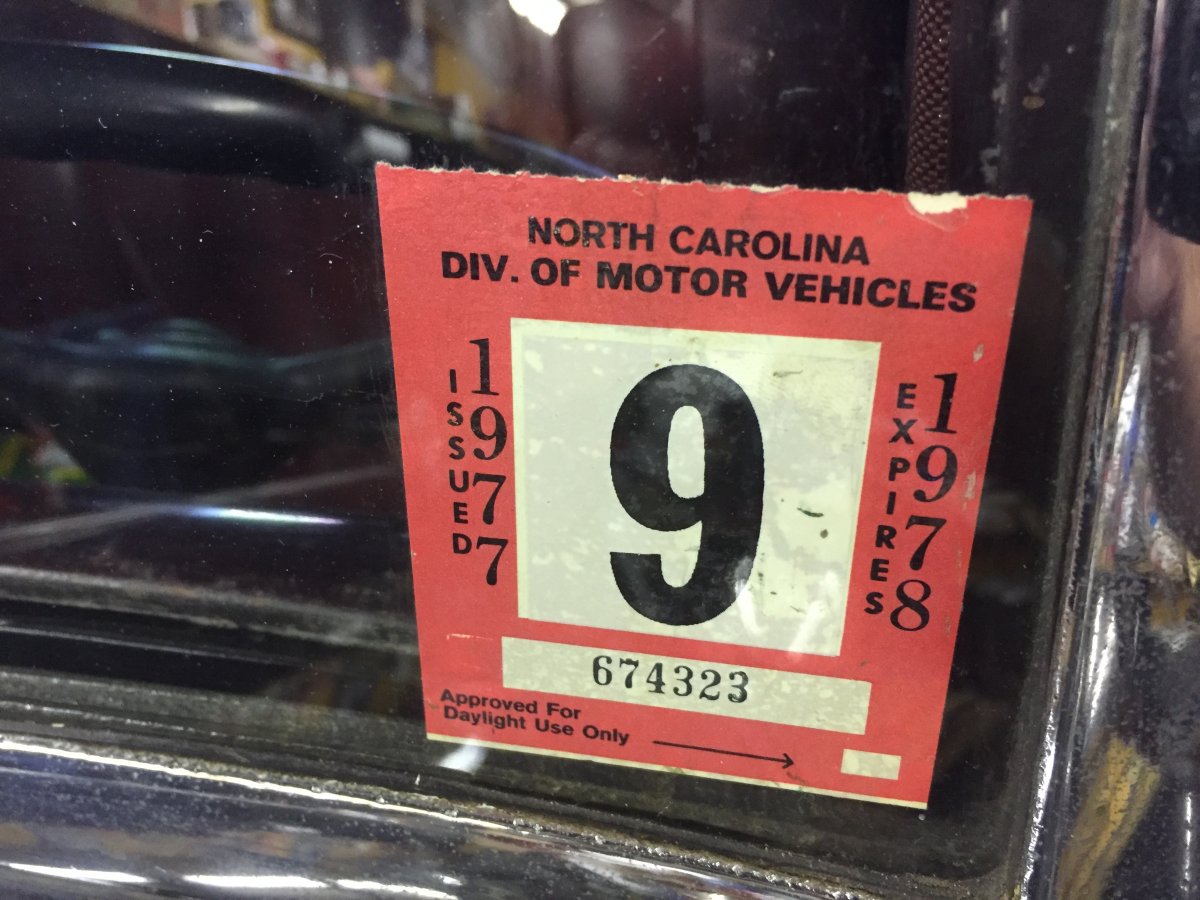 NORTH CAROLINA
DIV. OF MOTOR VEHICLES
ISSUED
1977
9
EXPIRES
1978
674323
Approved For
Daylight Use Only